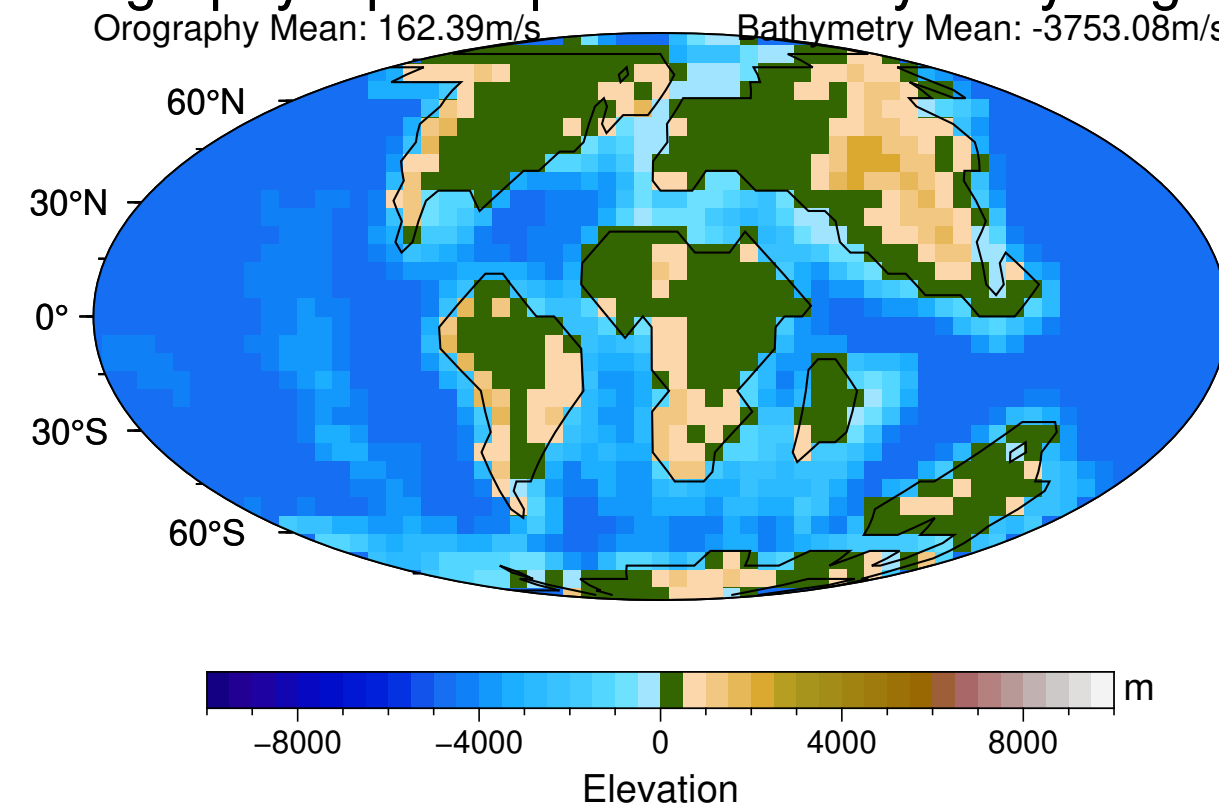 Orography Mean: 162.39m/s Bathymetry Mean: -3753.08m/s
60°N
30°N
0°
30°S
60°S
m
−8000 −4000 0 4000 8000
Elevation